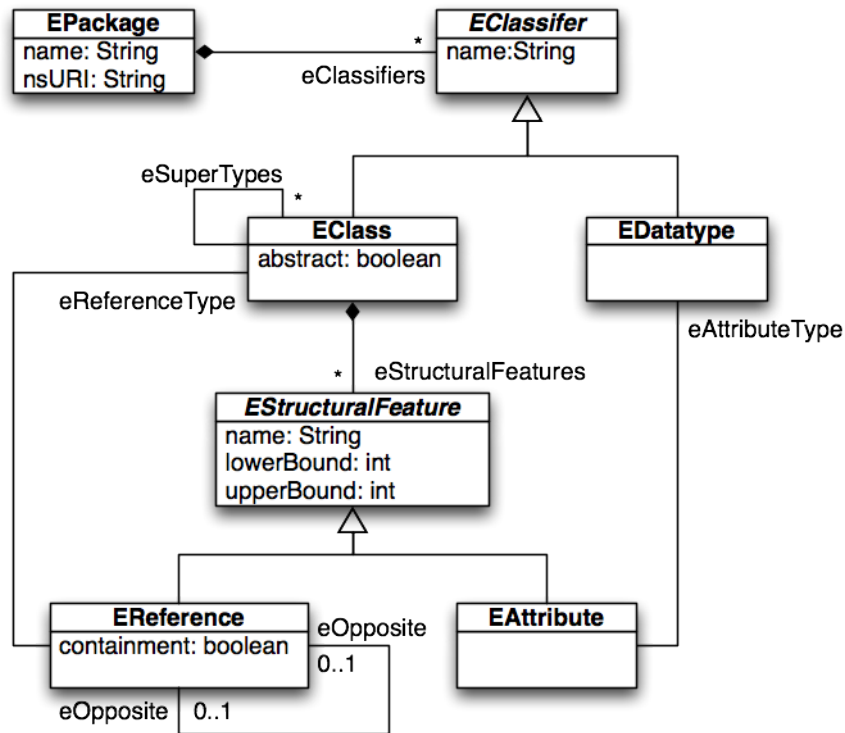 EPackage
name: String
nsURI: String
*
eClassifiers
EClassifer
name:String
eSuperTypes
*
EClass
abstract: boolean
EDatatype
eReferenceType
eAttributeType
*
eStructuralFeatures
EStructuralFeature
name: String
lowerBound: int
upperBound: int
EReference
containment: boolean
eOpposite
0..1
EAttribute
eOpposite
0..1